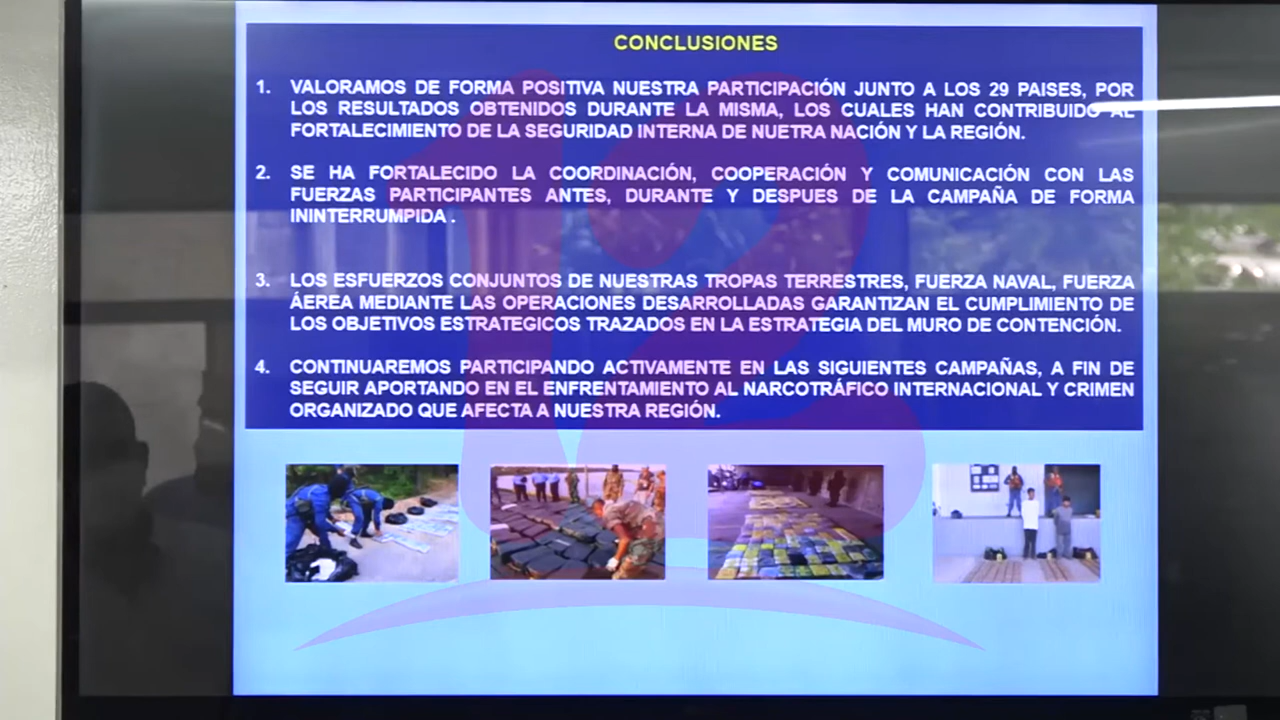 CONCLUSIONES
1. VALORAMOS DE FORMA POSITIVA NUESTRA PARTICIPACIÓN JUNTO A LOS 29 PAISES, POR
LOS RESULTADOS OBTENIDOS DURANTE LA MISMA, LOS CUALES HAN CONTRIBUIDO AL
FORTALECIMIENTO DE LA SEGURIDAD INTERNA DE NUETRA NACIÓN Y LA REGIÓN.
2. SE HA FORTALECIDO LA COORDINACIÓN, COOPERACIÓN Y COMUNICACIÓN CON LAS
FUERZAS PARTICIPANTES ANTES, DURANTE Y DESPUES DE LA CAMPAÑA DE FORMA
ININTERRUMPIDA .
3. LOS ESFUERZOS CONJUNTOS DE NUESTRAS TROPAS TERRESTRES, FUERZA NAVAL, FUERZA
ÁEREA MEDIANTE LAS OPERACIONES DESARROLLADAS GARANTIZAN EL CUMPLIMIENTO DE
LOS OBJETIVOS ESTRATEGICOS TRAZADOS EN LA ESTRATEGIA DEL MURO DE CONTENCIÓN.
4. CONTINUAREMOS PARTICIPANDO ACTIVAMENTE EN LAS SIGUIENTES CAMPAÑAS, A FIN DE
SEGUIR APORTANDO EN EL ENFRENTAMIENTO AL NARCOTRÁFICO INTERNACIONAL Y CRIMEN
ORGANIZADO QUE AFECTA A NUESTRA REGIÓN.
12